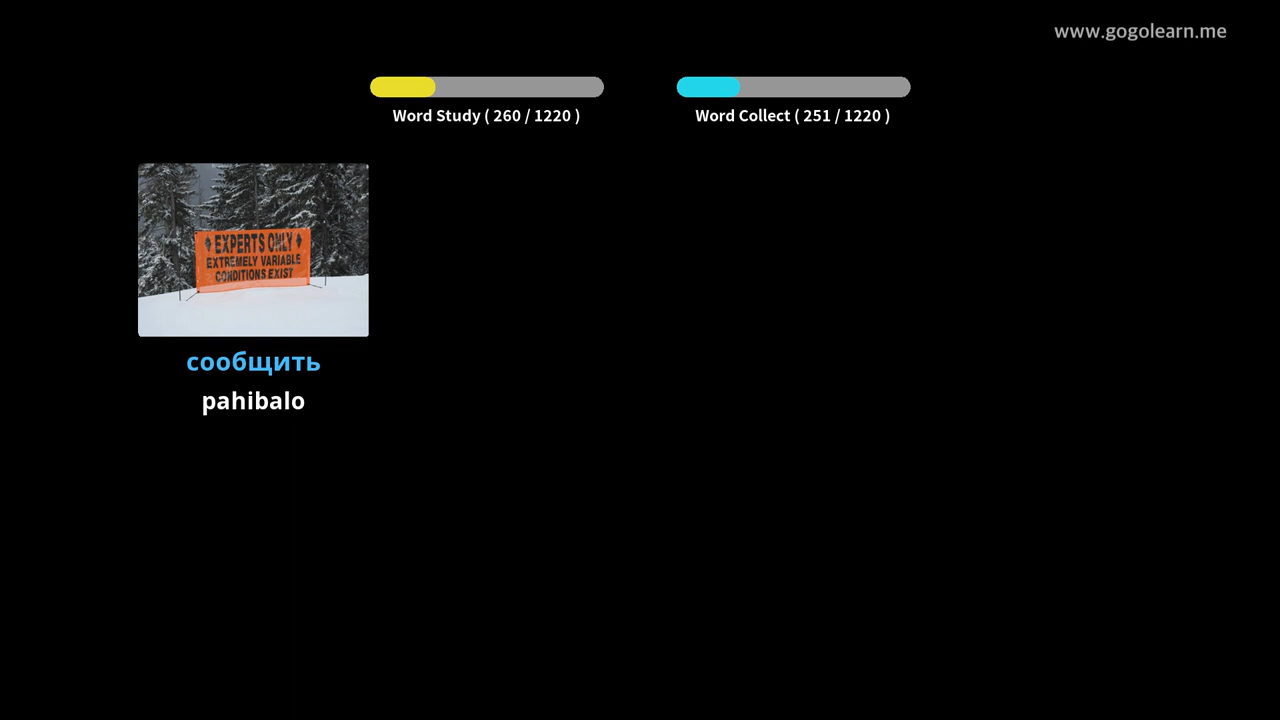 www.gogolearn.me
Word Study ( 260 / 1220 )
Word Collect ( 251 / 1220 )
EXPERTS ONLY
EXTREMELY VARIABLE
CONDITIONS EXIST
сообщить
pahibalo